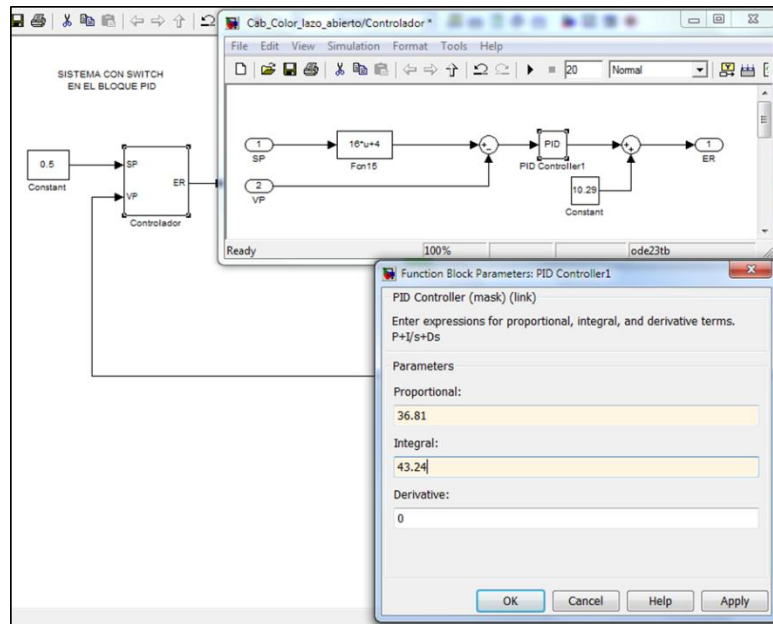 Cab_Color_lazo_abierto/Controlador *
File Edit View Simulation Format Tools Help
20 Normal
SISTEMA CON SWITCH
EN EL BLOQUE PID
0.5
Constant
SP
VP
ER
Controlador
1
SP
16*u+4
Fcn15
PID
PID Controller1
1
ER
2
VP
10.29
Constant
Ready 100% ode23tb
Function Block Parameters: PID Controller1
PID Controller (mask) (link)
Enter expressions for proportional, integral, and derivative terms.
P+I/s+Ds
Parameters
Proportional:
36.81
Integral:
43.24
Derivative:
0
OK Cancel Help Apply